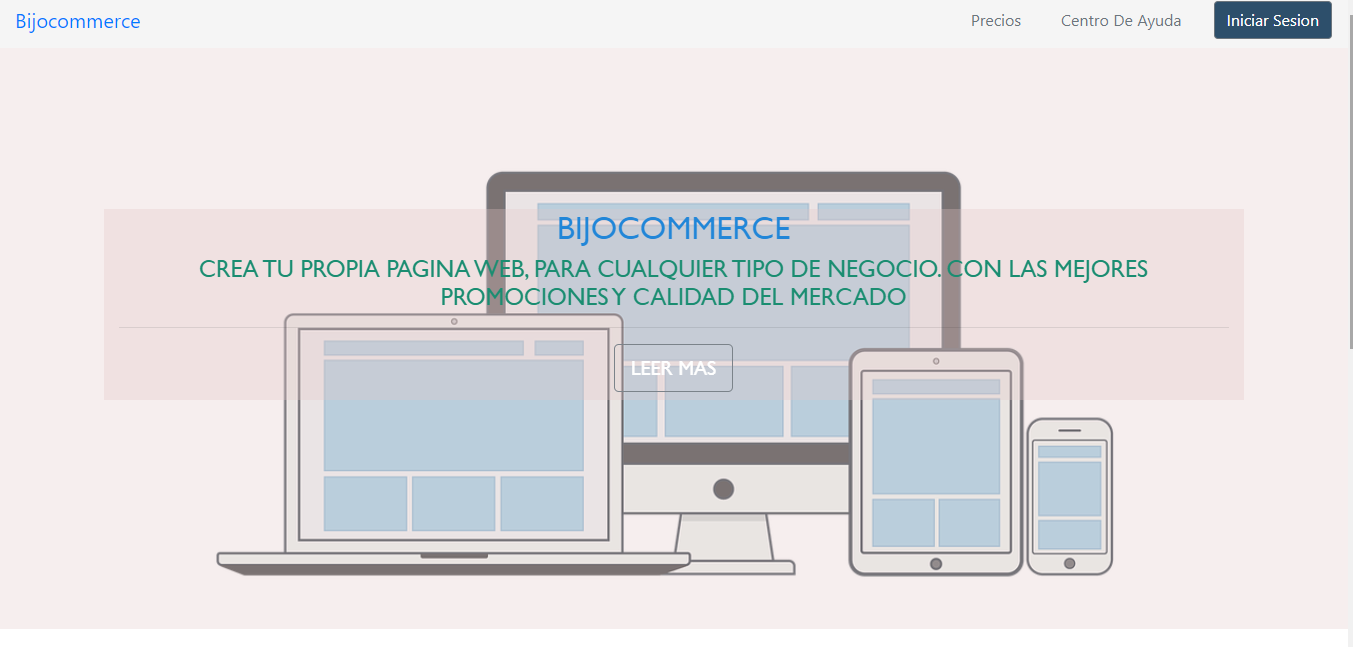 Bijocommerce
Precios
Centro De Ayuda
Iniciar Sesion
BIJOCOMMERCE
CREA TU PROPIA PAGINA WEB, PARA CUALQUIER TIPO DE NEGOCIO. CON LAS MEJORES
PROMOCIONES Y CALIDAD DEL MERCADO
LEER MAS